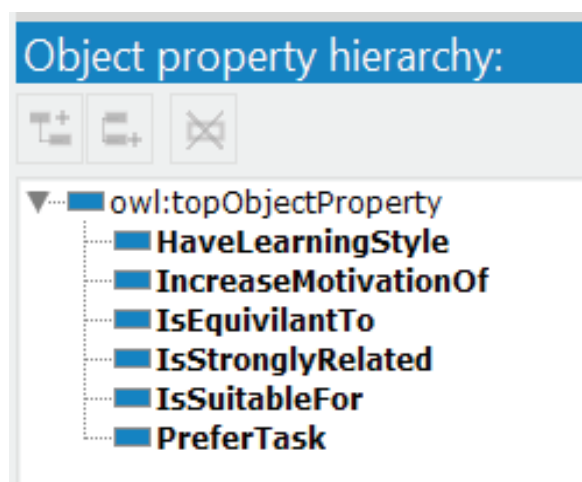 Object property hierarchy:
owl:topObjectProperty
HaveLearningStyle
IncreaseMotivationOf
IsEquivilantTo
IsStronglyRelated
IsSuitableFor
PreferTask